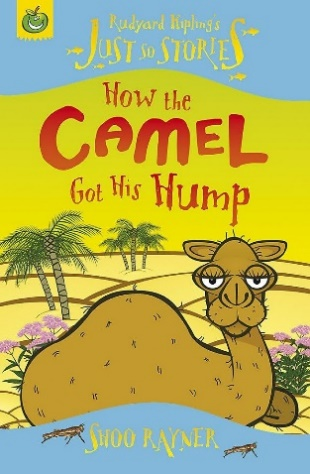 Rudyard Kipling's
JUST SO STORIES
How the
CAMEL
Got His Hump
SHOO RAYNER